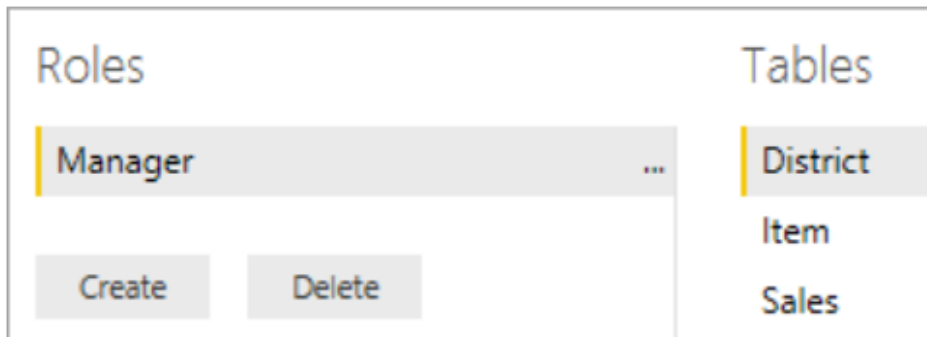 Roles
Manager ...
Create Delete
Tables
District
Item
Sales